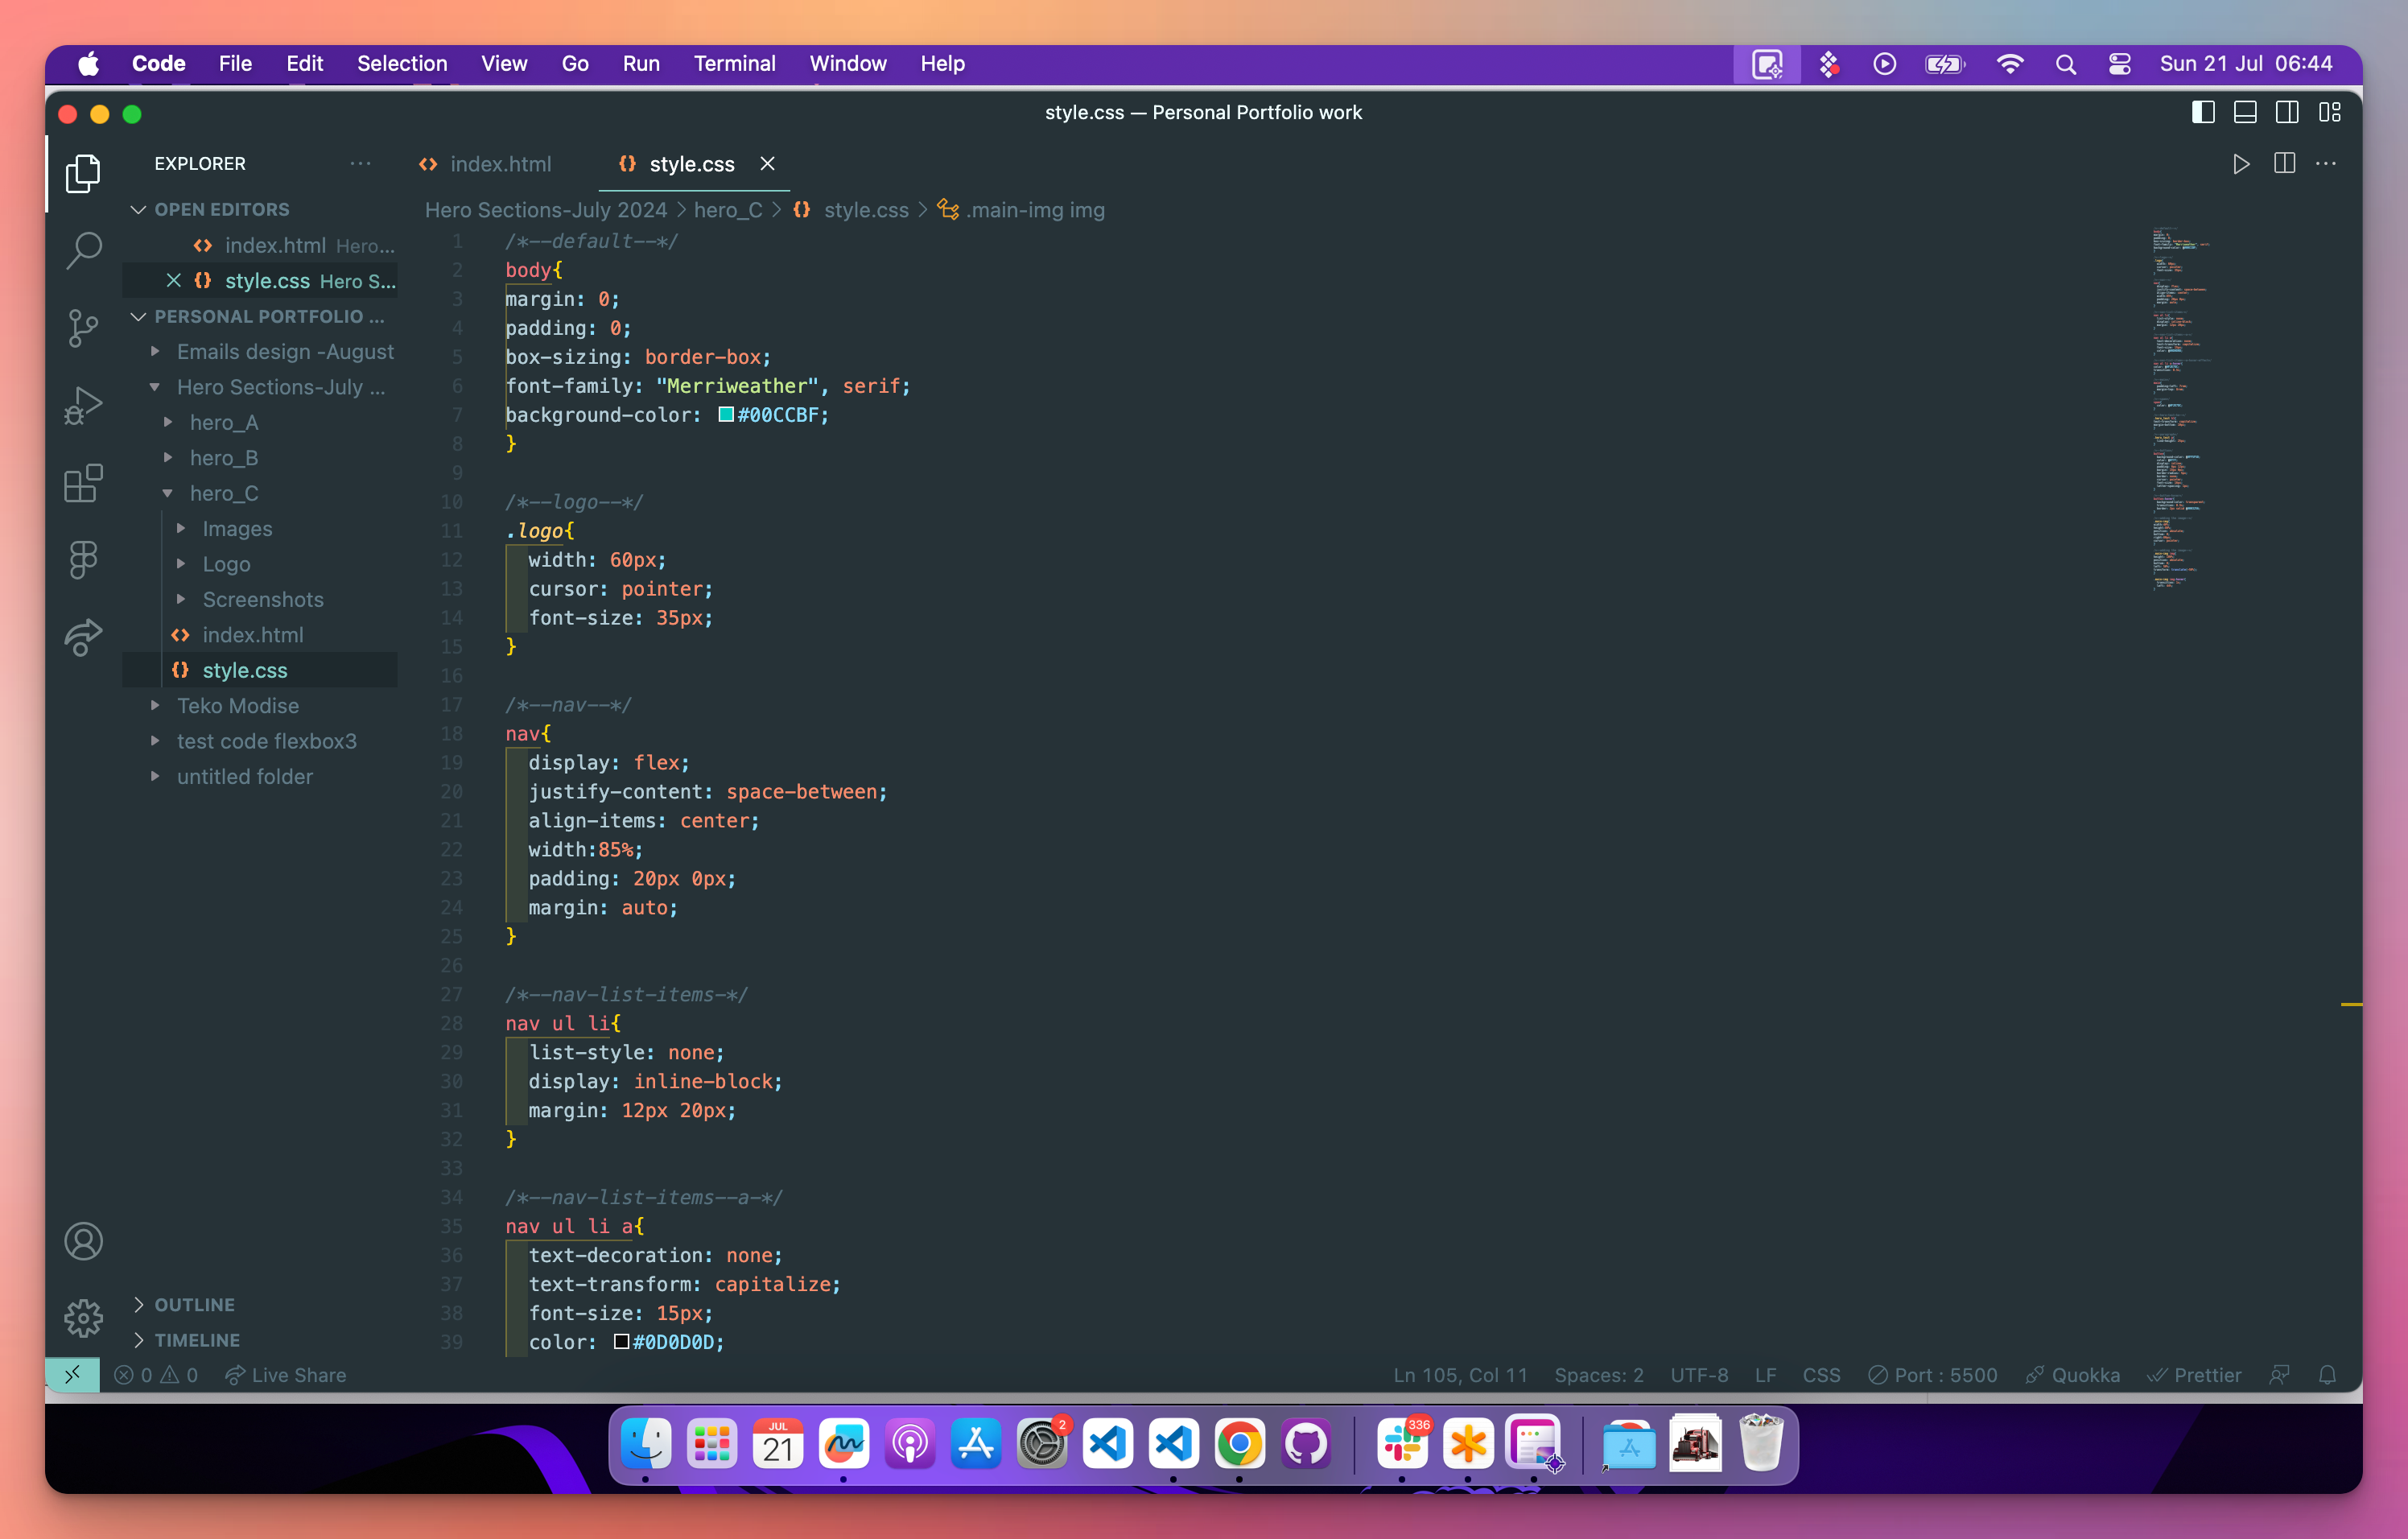 Code File Edit Selection View Go Run Terminal Window Help Sun 21 Jul 06:44
style.css — Personal Portfolio work
EXPLORER
OPEN EDITORS
index.html Hero...
style.css Hero S...
PERSONAL PORTFOLIO ...
Emails design -August
Hero Sections-July ...
hero_A
hero_B
hero_C
Images
Logo
Screenshots
index.html
style.css
Teko Modise
test code flexbox3
untitled folder
OUTLINE
TIMELINE
index.html style.css
Hero Sections-July 2024 > hero_C > {} style.css > .main-img img
1 /*--default--*/
2 body{
3 margin: 0;
4 padding: 0;
5 box-sizing: border-box;
6 font-family: "Merriweather", serif;
7 background-color: #00CCBF;
8 }
9
10 /*--logo--*/
11 .logo{
12 width: 60px;
13 cursor: pointer;
14 font-size: 35px;
15 }
16
17 /*--nav--*/
18 nav{
19 display: flex;
20 justify-content: space-between;
21 align-items: center;
22 width:85%;
23 padding: 20px 0px;
24 margin: auto;
25 }
26
27 /*--nav-list-items-*/
28 nav ul li{
29 list-style: none;
30 display: inline-block;
31 margin: 12px 20px;
32 }
33
34 /*--nav-list-items--a-*/
35 nav ul li a{
36 text-decoration: none;
37 text-transform: capitalize;
38 font-size: 15px;
39 color: #0D0D0D;
0 0 Live Share Ln 105, Col 11 Spaces: 2 UTF-8 LF CSS Port : 5500 Quokka Prettier
JUL
21
2
336